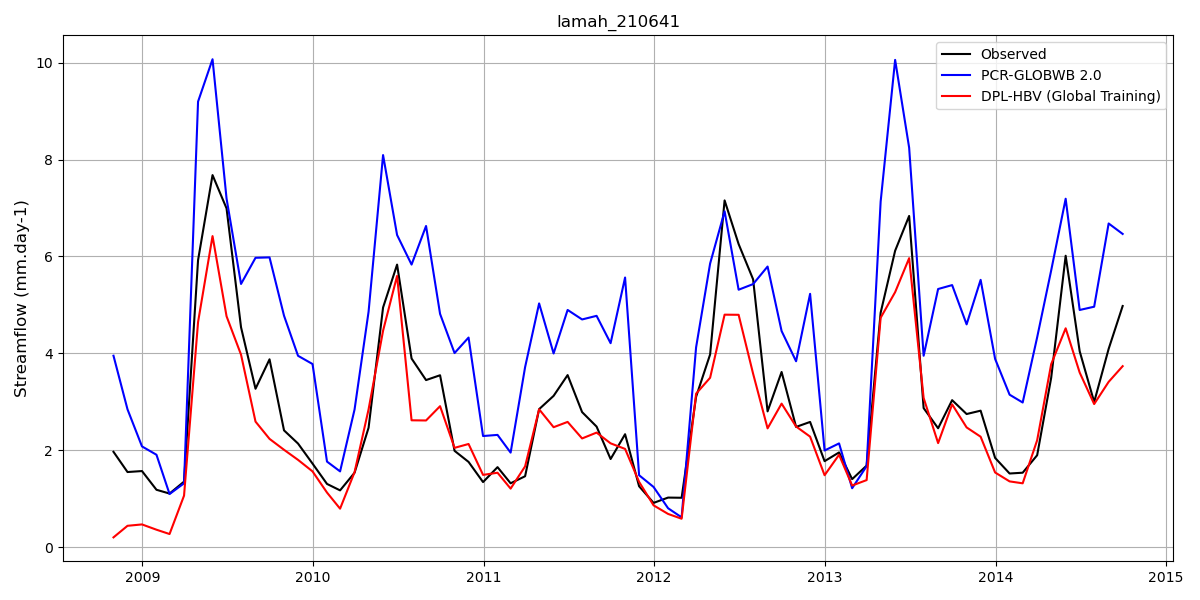 lamah_210641
Streamflow (mm.day-1)
10
8
6
4
2
0
2009
2010
2011
2012
2013
2014
2015
Observed
PCR-GLOBWB 2.0
DPL-HBV (Global Training)